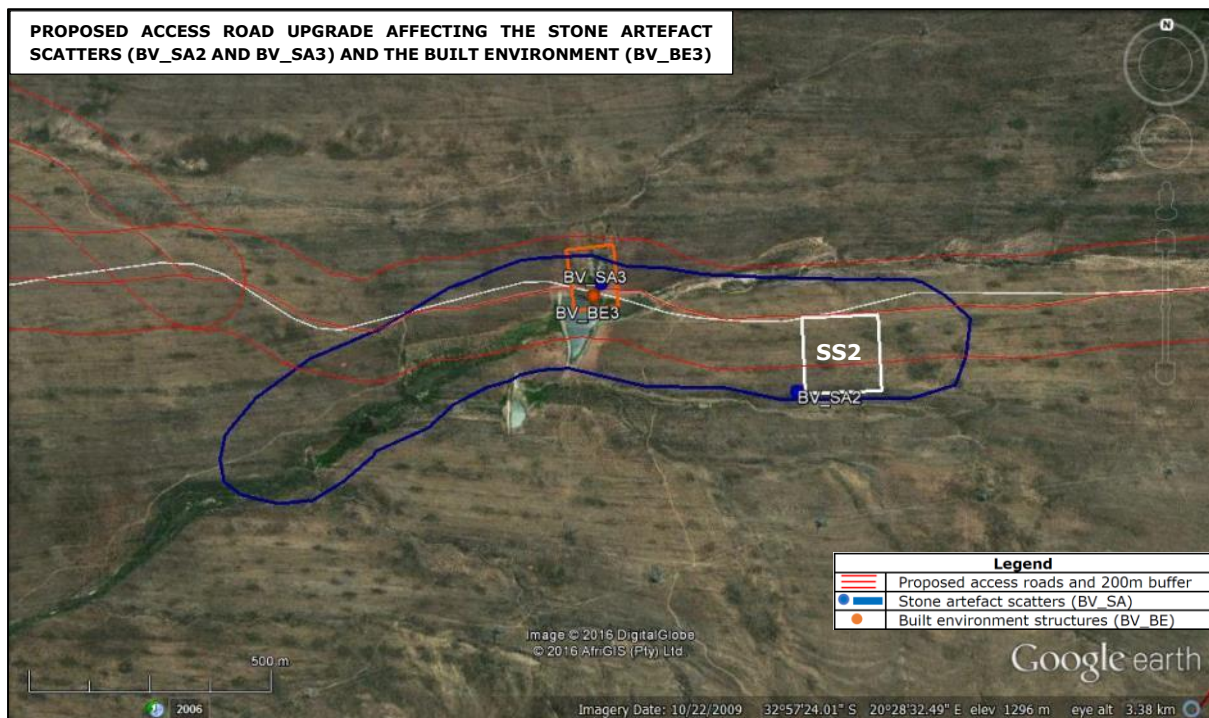 PROPOSED ACCESS ROAD UPGRADE AFFECTING THE STONE ARTEFACT
SCATTERS (BV_SA2 AND BV_SA3) AND THE BUILT ENVIRONMENT (BV_BE3)
N
BV_SA3
BV_BE3
SS2
BV_SA2
Legend
Proposed access roads and 200m buffer
Stone artefact scatters (BV_SA)
Built environment structures (BV_BE)
Image © 2016 DigitalGlobe
© 2016 AfriGIS (Pty) Ltd.
500 m
Google earth
2006
Imagery Date: 10/22/2009 32°57'24.01" S 20°28'32.49" E elev 1296 m eye alt 3.38 km